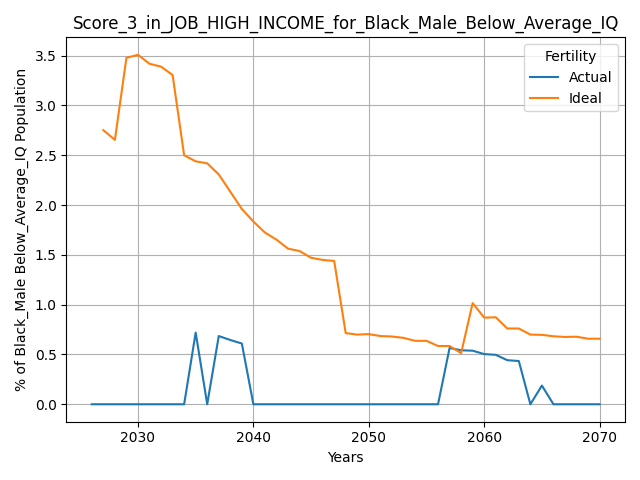 Score_3_in_JOB_HIGH_INCOME_for_Black_Male_Below_Average_IQ
% of Black_Male Below_Average_IQ Population
3.5
3.0
2.5
2.0
1.5
1.0
0.5
0.0
Fertility
Actual
Ideal
2030 2040 2050 2060 2070
Years